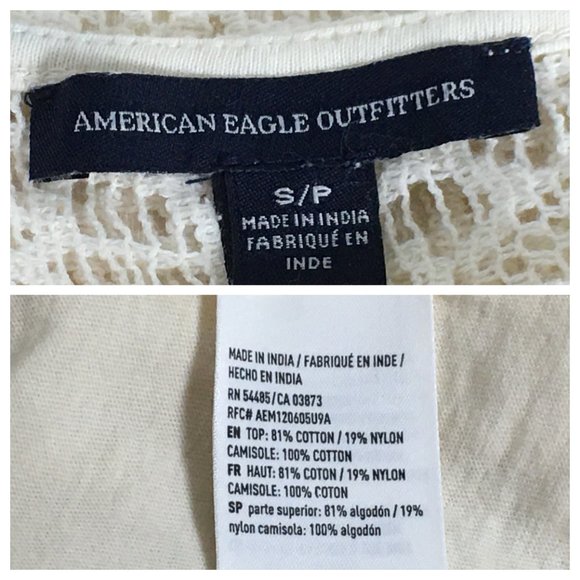 AMERICAN EAGLE OUTFITTERS
S/P
MADE IN INDIA
FABRIQUÉ EN
INDE
MADE IN INDIA / FABRIQUÉ EN INDE /
HECHO EN INDIA
RN 54485/CA 03873
RFC# AEM120605U9A
EN TOP: 81% COTTON / 19% NYLON
CAMISOLE: 100% COTTON
FR HAUT: 81% COTON / 19% NYLON
CAMISOLE: 100% COTON
SP parte superior: 81% algodón / 19%
nylon camisola: 100% algodón